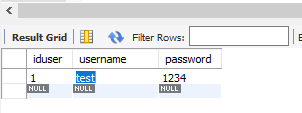 Result Grid Filter Rows: E
iduser username password
1 test 1234
NULL NULL NULL